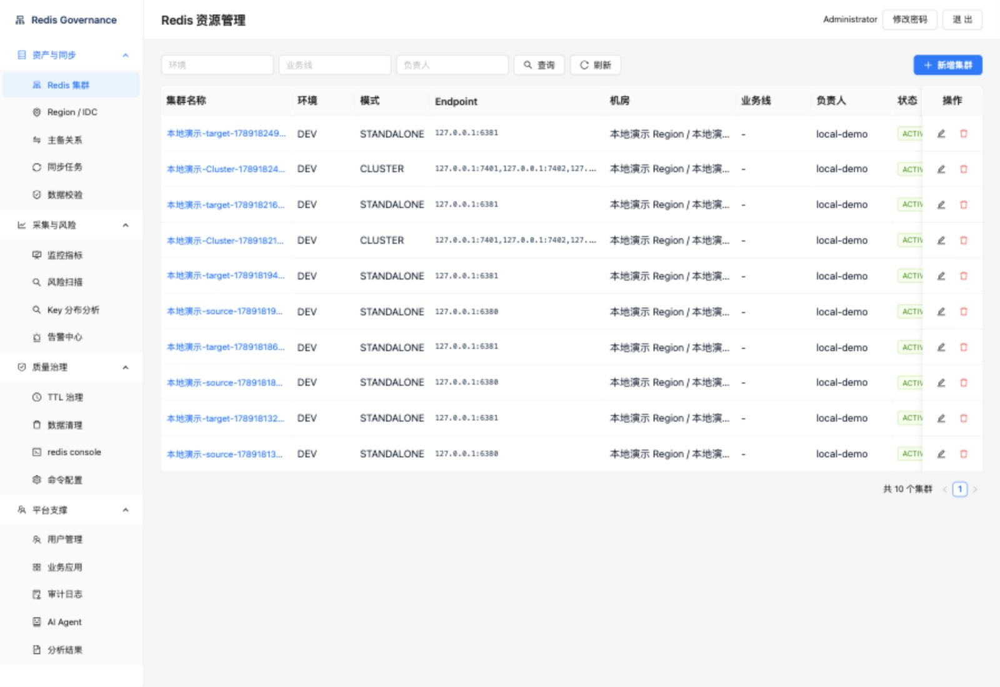 Redis Governance
Redis 资源管理
Administrator 修改密码 退 出
资产与同步
Redis 集群
Region / IDC
主备关系
同步任务
数据校验
采集与风险
监控指标
风险扫描
Key 分布分析
告警中心
质量治理
TTL 治理
数据清理
redis console
命令配置
平台支撑
用户管理
业务应用
审计日志
AI Agent
分析结果
环境 业务线 负责人 查询 刷新 新增集群
集群名称 环境 模式 Endpoint 机房 业务线 负责人 状态 操作
本地演示-target-178918249... DEV STANDALONE 127.0.0.1:6381 本地演示 Region / 本地演... - local-demo ACTIV
本地演示-Cluster-17891824... DEV CLUSTER 127.0.0.1:7401,127.0.0.1:7402,127.... 本地演示 Region / 本地演... - local-demo ACTIV
本地演示-target-178918216... DEV STANDALONE 127.0.0.1:6381 本地演示 Region / 本地演... - local-demo ACTIV
本地演示-Cluster-17891821... DEV CLUSTER 127.0.0.1:7401,127.0.0.1:7402,127.... 本地演示 Region / 本地演... - local-demo ACTIV
本地演示-target-178918194... DEV STANDALONE 127.0.0.1:6381 本地演示 Region / 本地演... - local-demo ACTIV
本地演示-source-17891819... DEV STANDALONE 127.0.0.1:6380 本地演示 Region / 本地演... - local-demo ACTIV
本地演示-target-178918186... DEV STANDALONE 127.0.0.1:6381 本地演示 Region / 本地演... - local-demo ACTIV
本地演示-source-17891818... DEV STANDALONE 127.0.0.1:6380 本地演示 Region / 本地演... - local-demo ACTIV
本地演示-target-178918132... DEV STANDALONE 127.0.0.1:6381 本地演示 Region / 本地演... - local-demo ACTIV
本地演示-source-17891813... DEV STANDALONE 127.0.0.1:6380 本地演示 Region / 本地演... - local-demo ACTIV
共 10 个集群 < 1 >